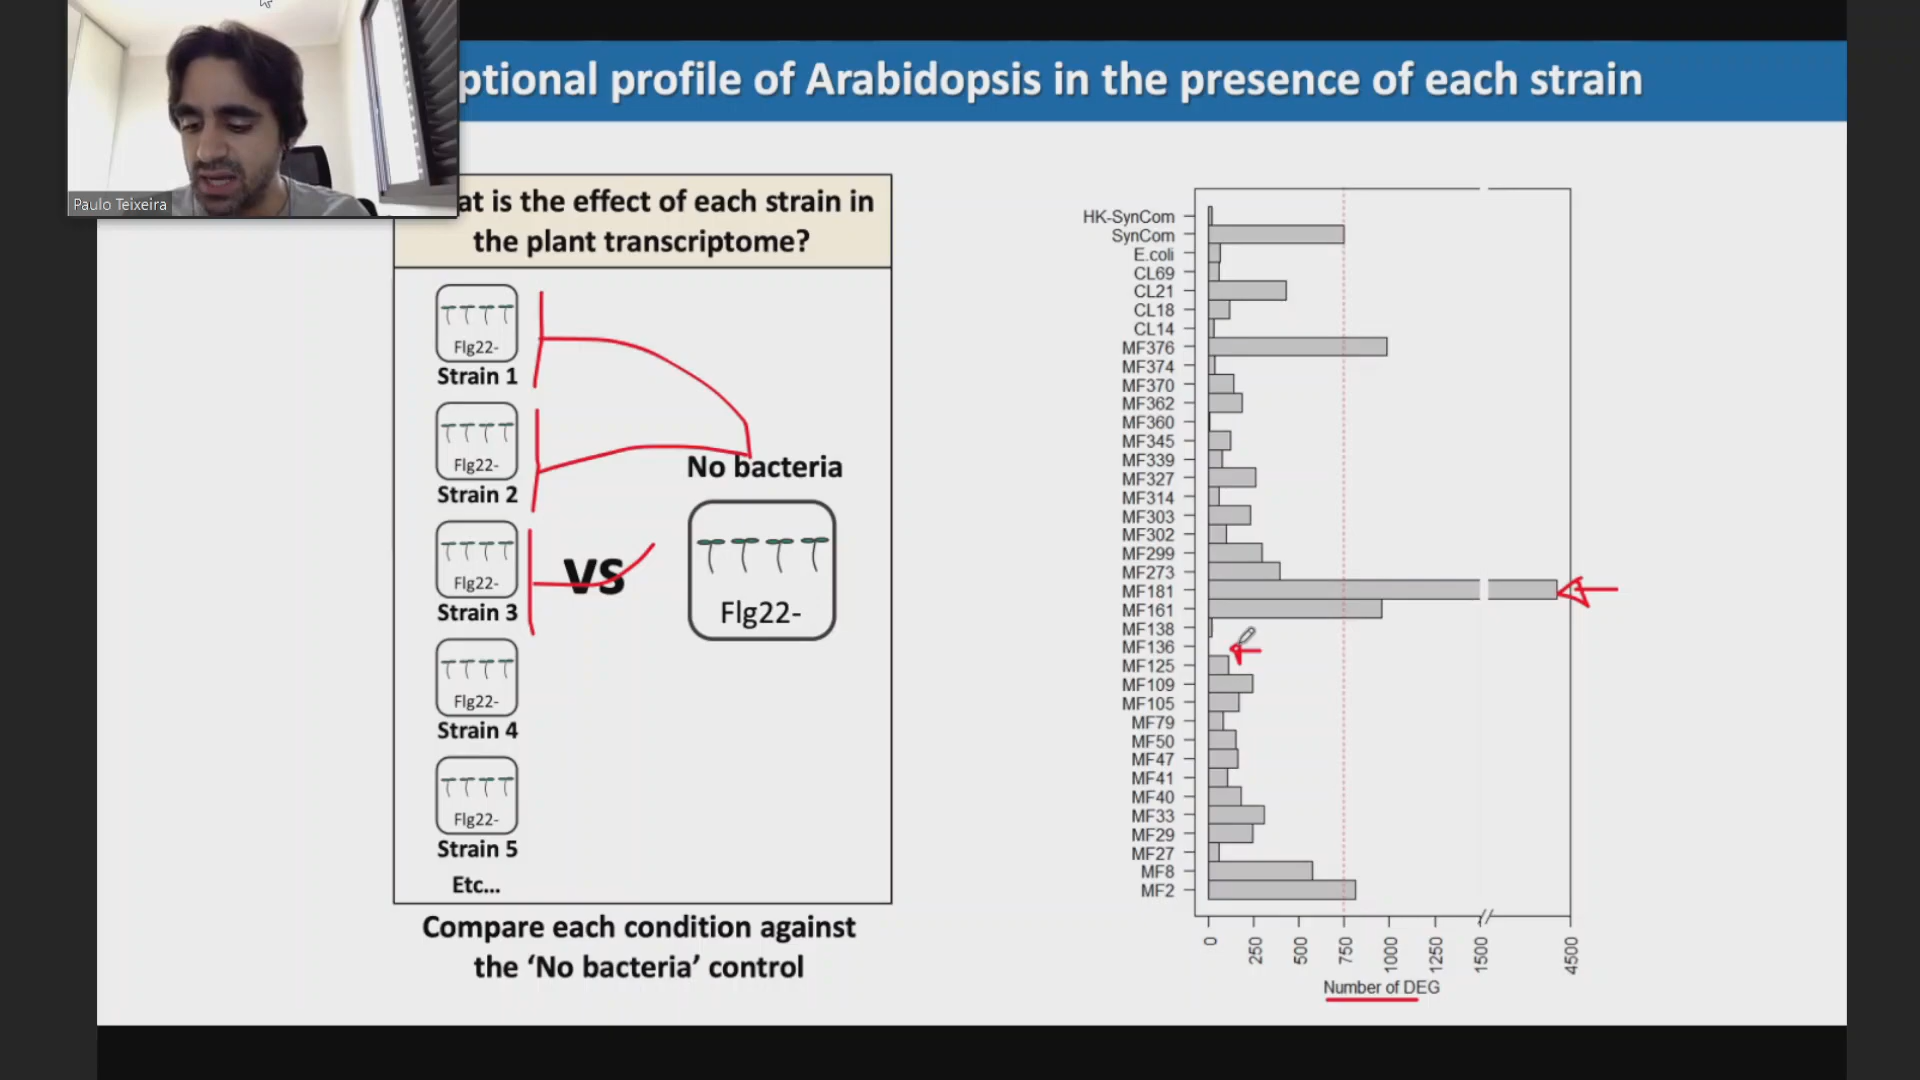 Paulo Teixeira
ptional profile of Arabidopsis in the presence of each strain
at is the effect of each strain in
the plant transcriptome?
Flg22-
Strain 1
Flg22-
Strain 2
Flg22-
Strain 3
Flg22-
Strain 4
Flg22-
Strain 5
Etc...
VS
No bacteria
Flg22-
Compare each condition against
the ‘No bacteria’ control
HK-SynCom
SynCom
E.coli
CL69
CL21
CL18
CL14
MF376
MF374
MF370
MF362
MF360
MF345
MF339
MF327
MF314
MF303
MF302
MF299
MF273
MF181
MF161
MF138
MF136
MF125
MF109
MF105
MF79
MF50
MF47
MF41
MF40
MF33
MF29
MF27
MF8
MF2
0
250
500
750
1000
1250
1500
4500
Number of DEG